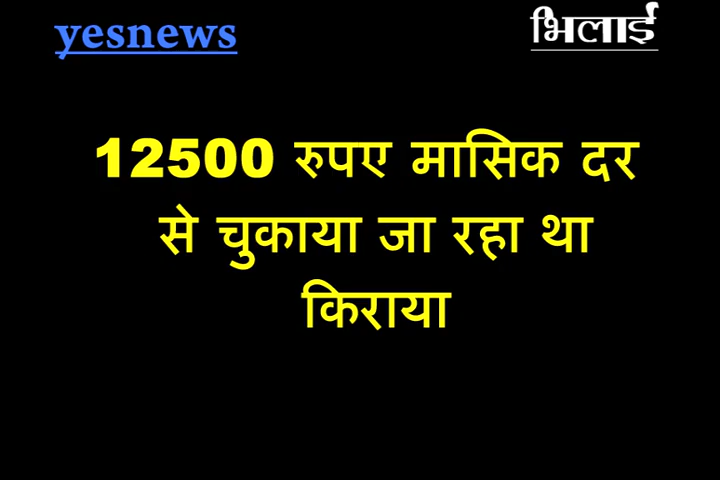 yesnews
भिलाई
12500 रुपए मासिक दर
से चुकाया जा रहा था
किराया